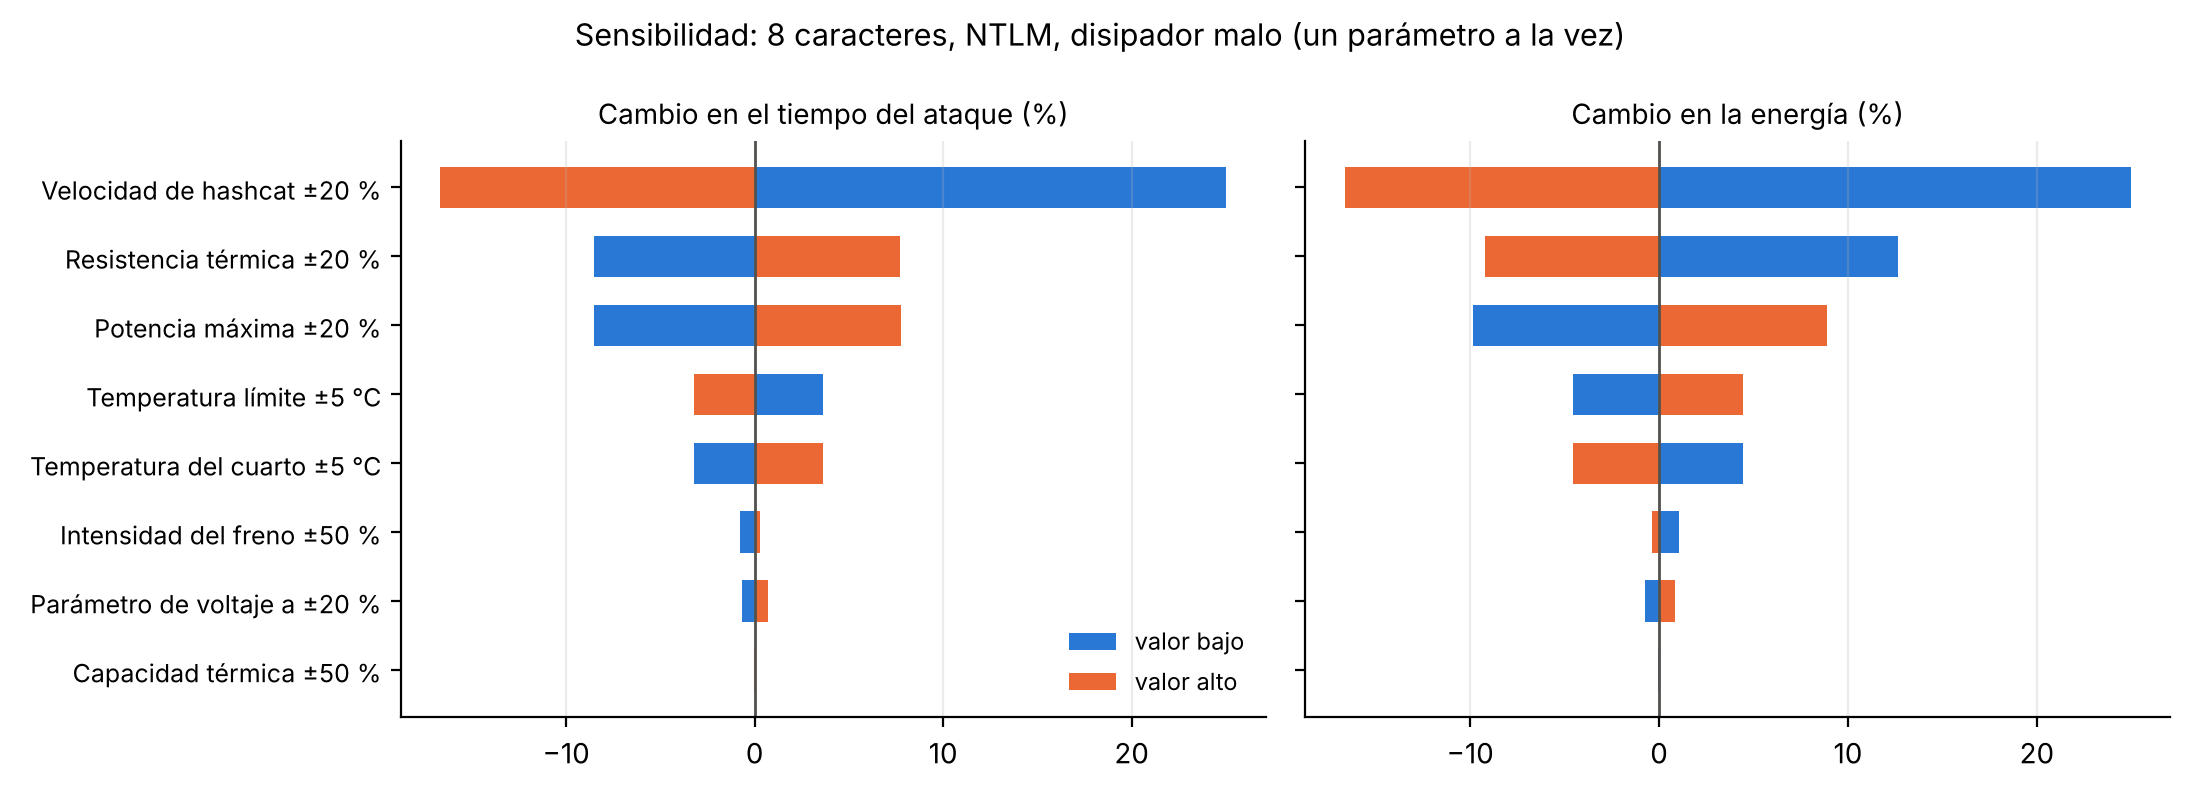 Sensibilidad: 8 caracteres, NTLM, disipador malo (un parámetro a la vez)
Cambio en el tiempo del ataque (%)
Cambio en la energía (%)
Velocidad de hashcat ±20 %
Resistencia térmica ±20 %
Potencia máxima ±20 %
Temperatura límite ±5 °C
Temperatura del cuarto ±5 °C
Intensidad del freno ±50 %
Parámetro de voltaje a ±20 %
Capacidad térmica ±50 %
valor bajo
valor alto
−10 0 10 20
−10 0 10 20